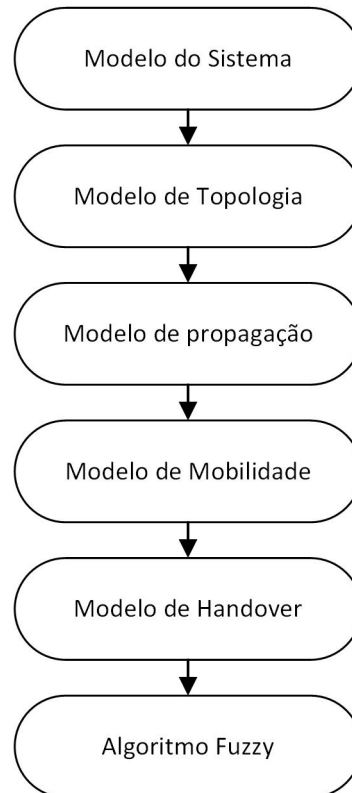 Modelo do Sistema
Modelo de Topologia
Modelo de propagação
Modelo de Mobilidade
Modelo de Handover
Algoritmo Fuzzy